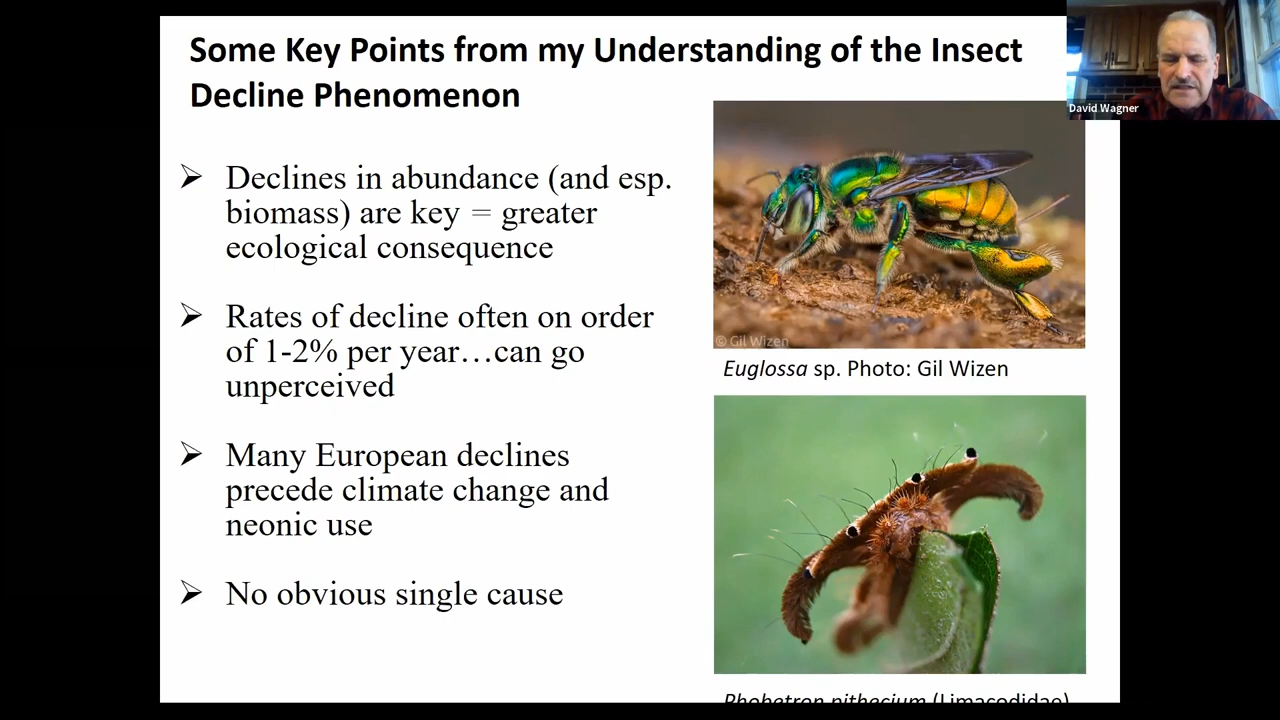 Some Key Points from my Understanding of the Insect
Decline Phenomenon
David Wagner
➢ Declines in abundance (and esp.
biomass) are key = greater
ecological consequence
➢ Rates of decline often on order
of 1-2% per year…can go
unperceived
➢ Many European declines
precede climate change and
neonic use
➢ No obvious single cause
© Gil Wizen
Euglossa sp. Photo: Gil Wizen
Phobetron pithecium (Limacodidae)